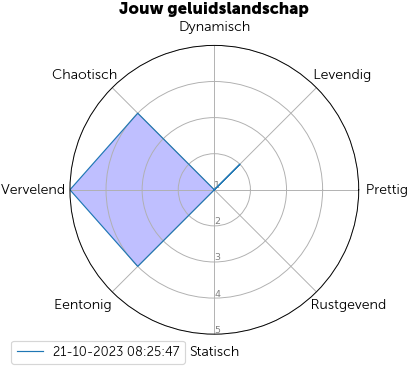 Jouw geluidslandschap
Dynamisch
Chaotisch
Levendig
Vervelend
Prettig
1
2
3
4
5
Eentonig
Rustgevend
Statisch
21-10-2023 08:25:47